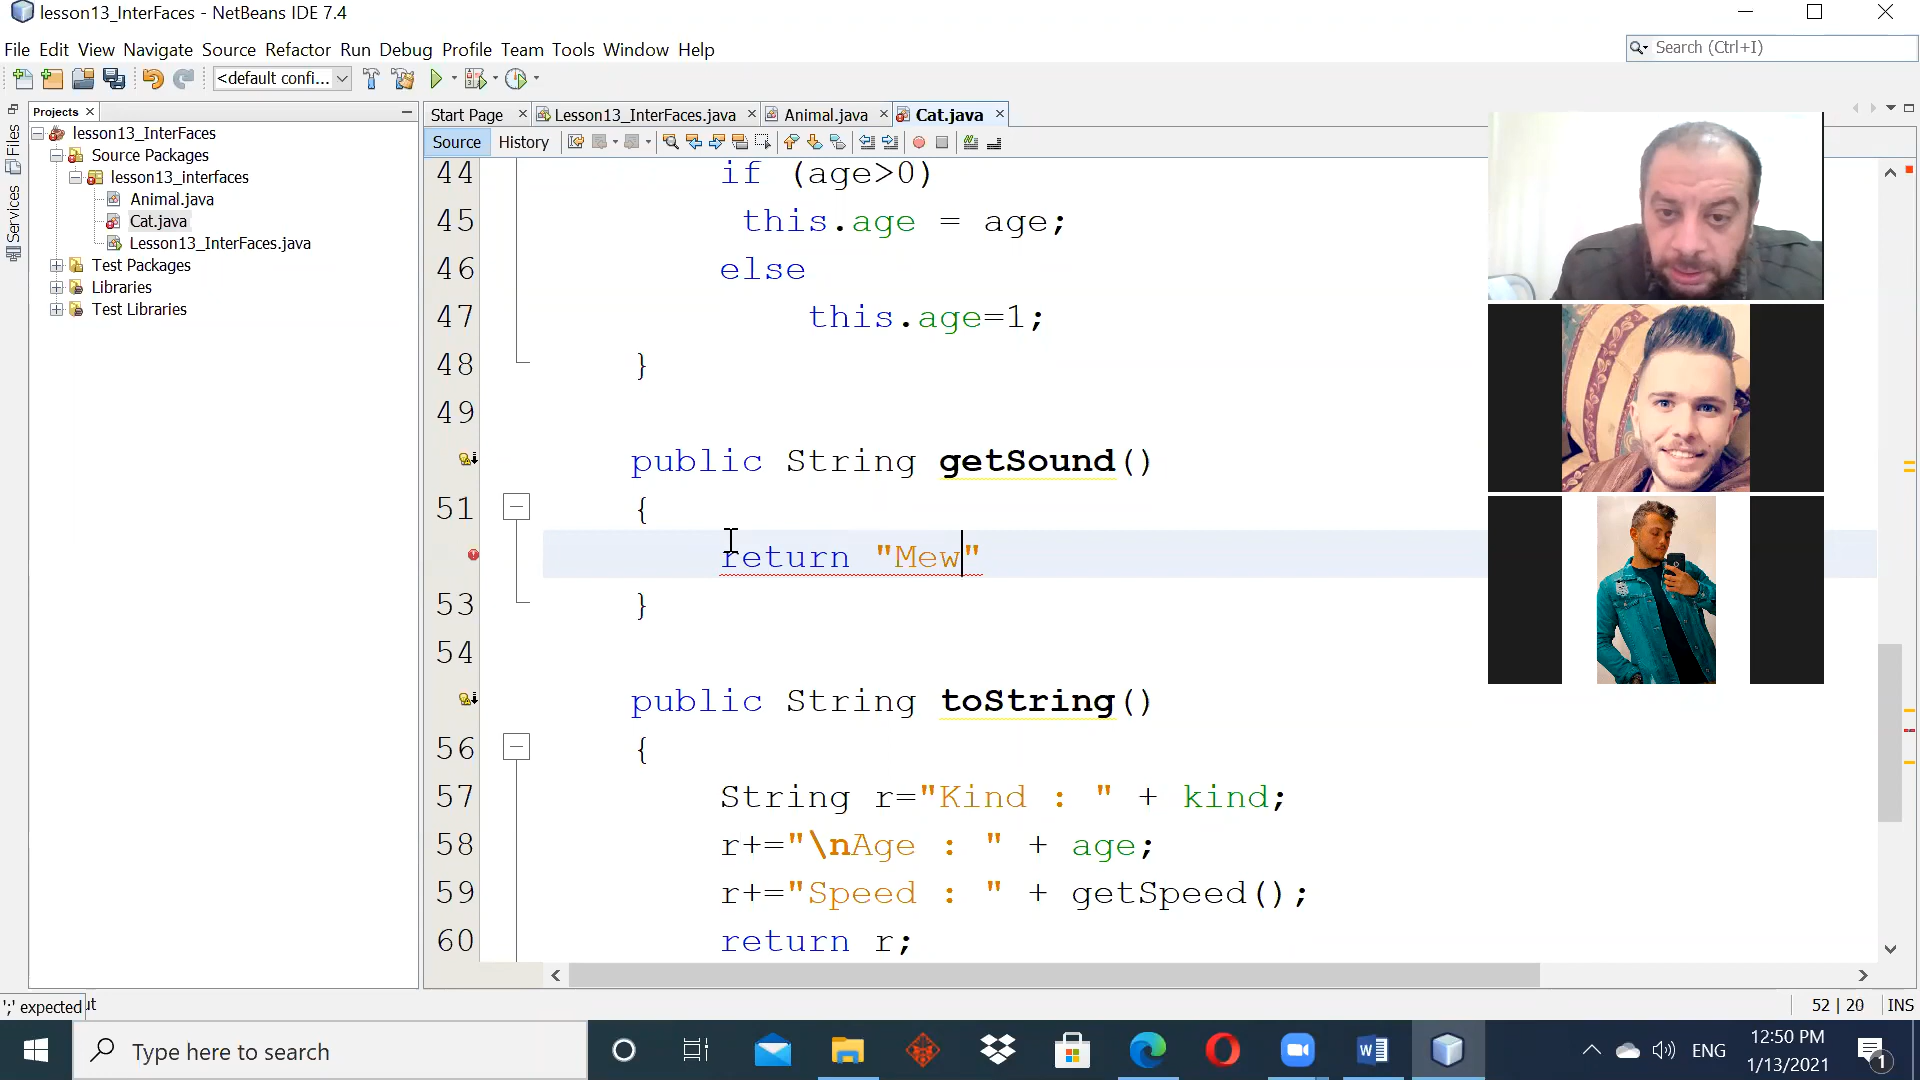 lesson13_InterFaces - NetBeans IDE 7.4
File Edit View Navigate Source Refactor Run Debug Profile Team Tools Window Help
Search (Ctrl+I)
<default confi...
Projects
Start Page
Lesson13_InterFaces.java
Animal.java
Cat.java
Files
Services
lesson13_InterFaces
Source Packages
lesson13_interfaces
Animal.java
Cat.java
Lesson13_InterFaces.java
Test Packages
Libraries
Test Libraries
Source History
44 if (age>0)
45 this.age = age;
46 else
47 this.age=1;
48 }
49
public String getSound()
51 {
return "Mew"
53 }
54
public String toString()
56 {
57 String r="Kind : " + kind;
58 r+="\nAge : " + age;
59 r+="Speed : " + getSpeed();
60 return r;
';' expected
52 | 20 INS
Type here to search
ENG
12:50 PM
1/13/2021
1